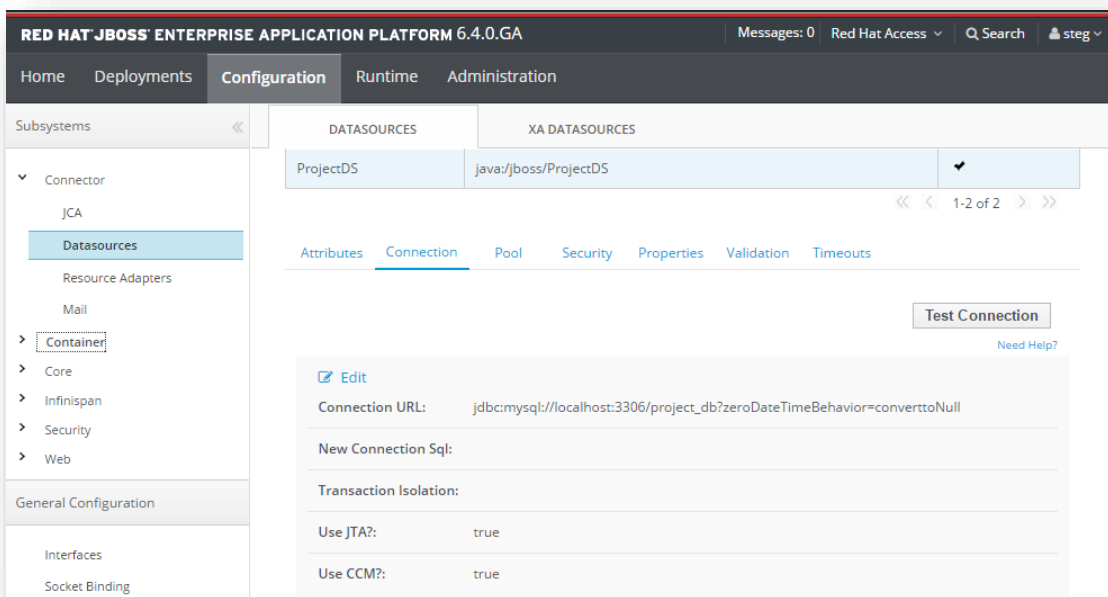 RED HAT JBOSS ENTERPRISE APPLICATION PLATFORM 6.4.0.GA Messages: 0 Red Hat Access Search steg
Home Deployments Configuration Runtime Administration
Subsystems
DATASOURCES XA DATASOURCES
ProjectDS java:/jboss/ProjectDS
1-2 of 2
Connector
JCA
Datasources
Resource Adapters
Mail
Container
Core
Infinispan
Security
Web
General Configuration
Interfaces
Socket Binding
Attributes Connection Pool Security Properties Validation Timeouts
Test Connection
Need Help?
Edit
Connection URL: jdbc:mysql://localhost:3306/project_db?zeroDateTimeBehavior=converttoNull
New Connection Sql:
Transaction Isolation:
Use JTA?: true
Use CCM?: true